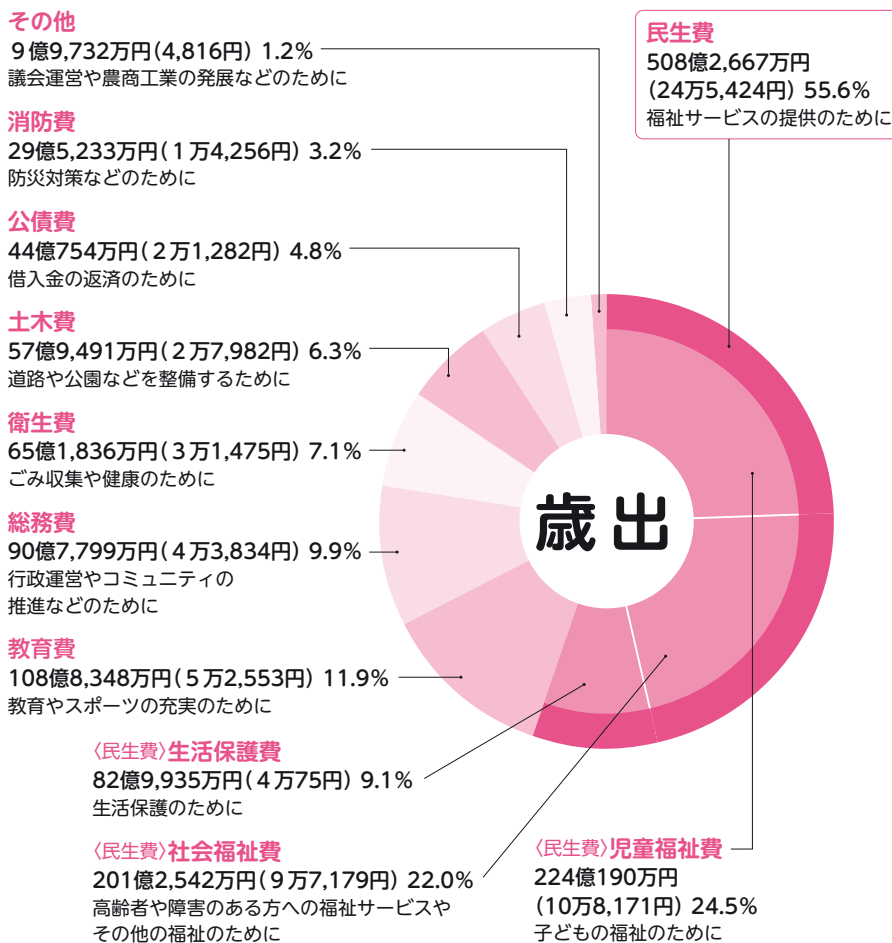 その他
9億9,732万円(4,816円) 1.2%
議会運営や農商工業の発展などのために
消防費
29億5,233万円(1万4,256円) 3.2%
防災対策などのために
公債費
44億754万円(2万1,282円) 4.8%
借入金の返済のために
土木費
57億9,491万円(2万7,982円) 6.3%
道路や公園などを整備するために
衛生費
65億1,836万円(3万1,475円) 7.1%
ごみ収集や健康のために
総務費
90億7,799万円(4万3,834円) 9.9%
行政運営やコミュニティの
推進などのために
教育費
108億8,348万円(5万2,553円) 11.9%
教育やスポーツの充実のために
〈民生費〉生活保護費
82億9,935万円(4万75円) 9.1%
生活保護のために
〈民生費〉社会福祉費
201億2,542万円(9万7,179円) 22.0%
高齢者や障害のある方への福祉サービスや
その他の福祉のために
〈民生費〉児童福祉費
224億190万円
(10万8,171円) 24.5%
子どもの福祉のために
民生費
508億2,667万円
(24万5,424円) 55.6%
福祉サービスの提供のために
歳出